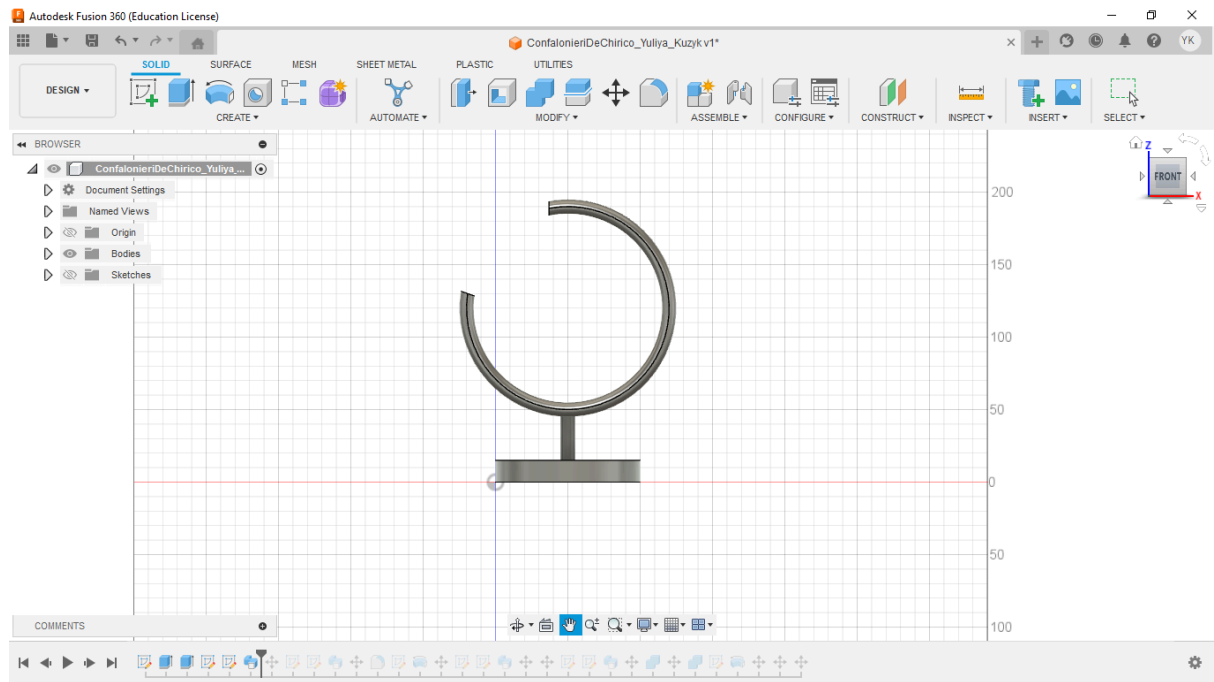 Autodesk Fusion 360 (Education License)
ConfalonieriDeChirico_Yuliya_Kuzyk v1*
YK
SOLID SURFACE MESH SHEET METAL PLASTIC UTILITIES
DESIGN
CREATE AUTOMATE MODIFY ASSEMBLE CONFIGURE CONSTRUCT INSPECT INSERT SELECT
BROWSER
ConfalonieriDeChirico_Yuliya_...
Document Settings
Named Views
Origin
Bodies
Sketches
Z
FRONT
X
200
150
100
50
0
50
100
COMMENTS